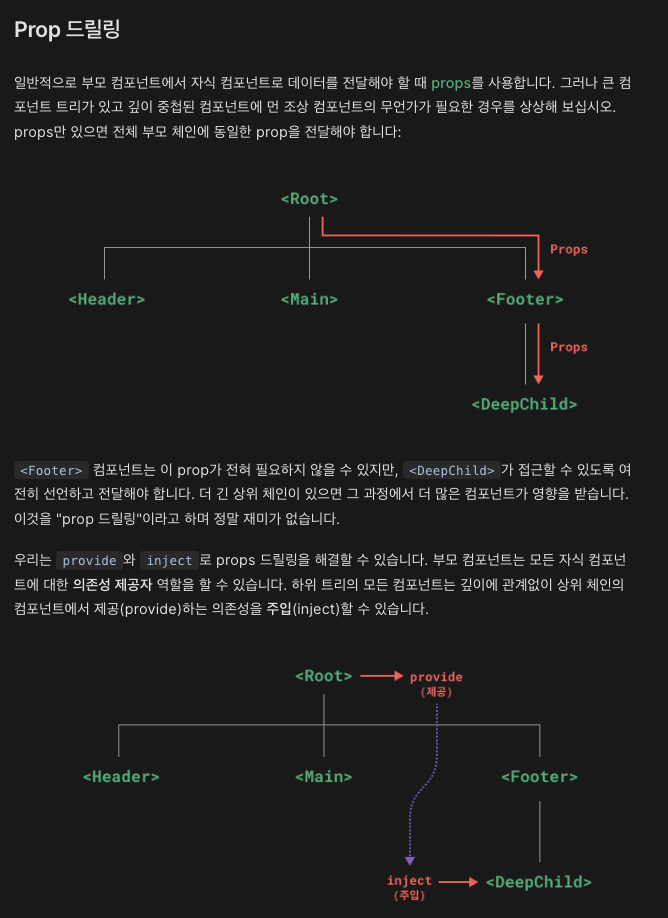 Prop 드릴링
일반적으로 부모 컴포넌트에서 자식 컴포넌트로 데이터를 전달해야 할 때 props를 사용합니다. 그러나 큰 컴
포넌트 트리가 있고 깊이 중첩된 컴포넌트에 먼 조상 컴포넌트의 무언가가 필요한 경우를 상상해 보십시오.
props만 있으면 전체 부모 체인에 동일한 prop을 전달해야 합니다:
<Root>
Props
<Header> <Main> <Footer>
Props
<DeepChild>
<Footer> 컴포넌트는 이 prop가 전혀 필요하지 않을 수 있지만, <DeepChild>가 접근할 수 있도록 여
전히 선언하고 전달해야 합니다. 더 긴 상위 체인이 있으면 그 과정에서 더 많은 컴포넌트가 영향을 받습니다.
이것을 "prop 드릴링"이라고 하며 정말 재미가 없습니다.
우리는 provide와 inject로 props 드릴링을 해결할 수 있습니다. 부모 컴포넌트는 모든 자식 컴포넌
트에 대한 의존성 제공자 역할을 할 수 있습니다. 하위 트리의 모든 컴포넌트는 깊이에 관계없이 상위 체인의
컴포넌트에서 제공(provide)하는 의존성을 주입(inject)할 수 있습니다.
<Root> provide
(제공)
<Header> <Main> <Footer>
inject <DeepChild>
(주입)